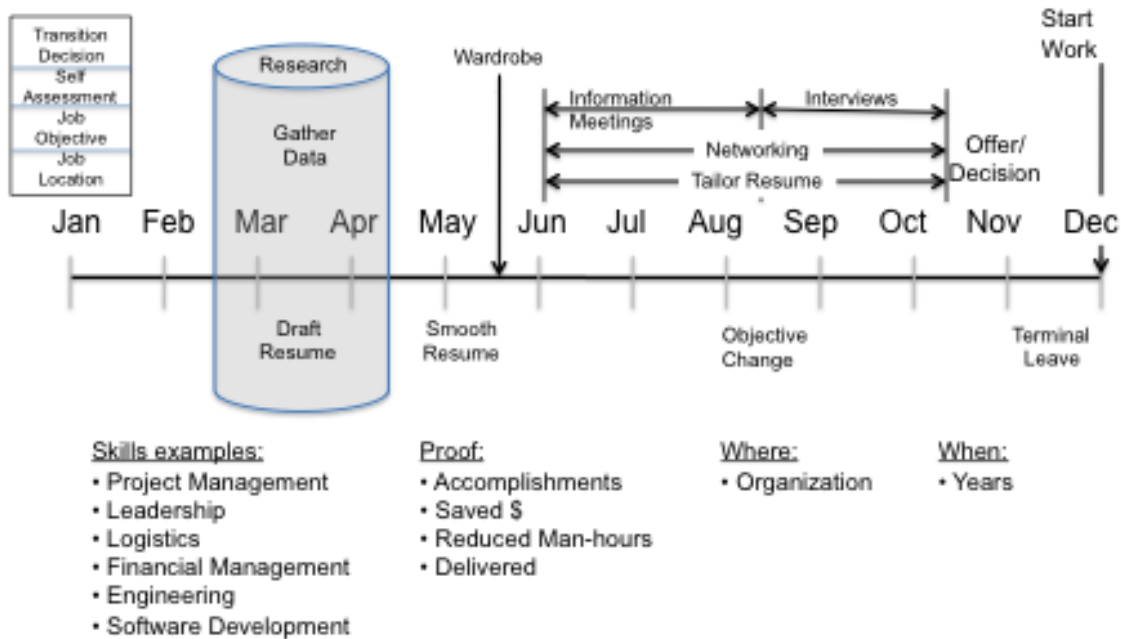 Transition
Decision
Self
Assessment
Job
Objective
Job
Location
Research
Gather
Data
Wardrobe
Information
Meetings
Interviews
Networking
Tailor Resume
Offer/
Decision
Start
Work
Jan Feb Mar Apr May Jun Jul Aug Sep Oct Nov Dec
Draft
Resume
Smooth
Resume
Objective
Change
Terminal
Leave
Skills examples:
• Project Management
• Leadership
• Logistics
• Financial Management
• Engineering
• Software Development
Proof:
• Accomplishments
• Saved $
• Reduced Man-hours
• Delivered
Where:
• Organization
When:
• Years